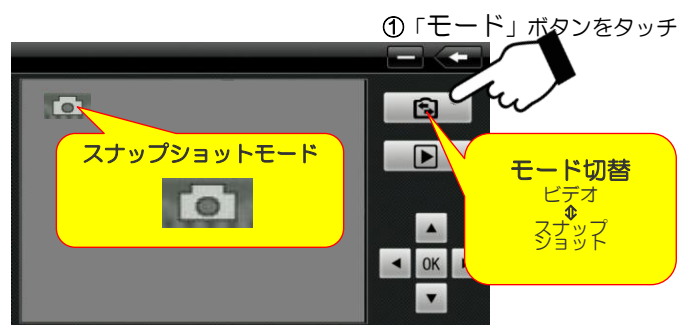 ①「モード」ボタンをタッチ
スナップショットモード
モード切替
ビデオ
⇕
スナップ
ショット
OK